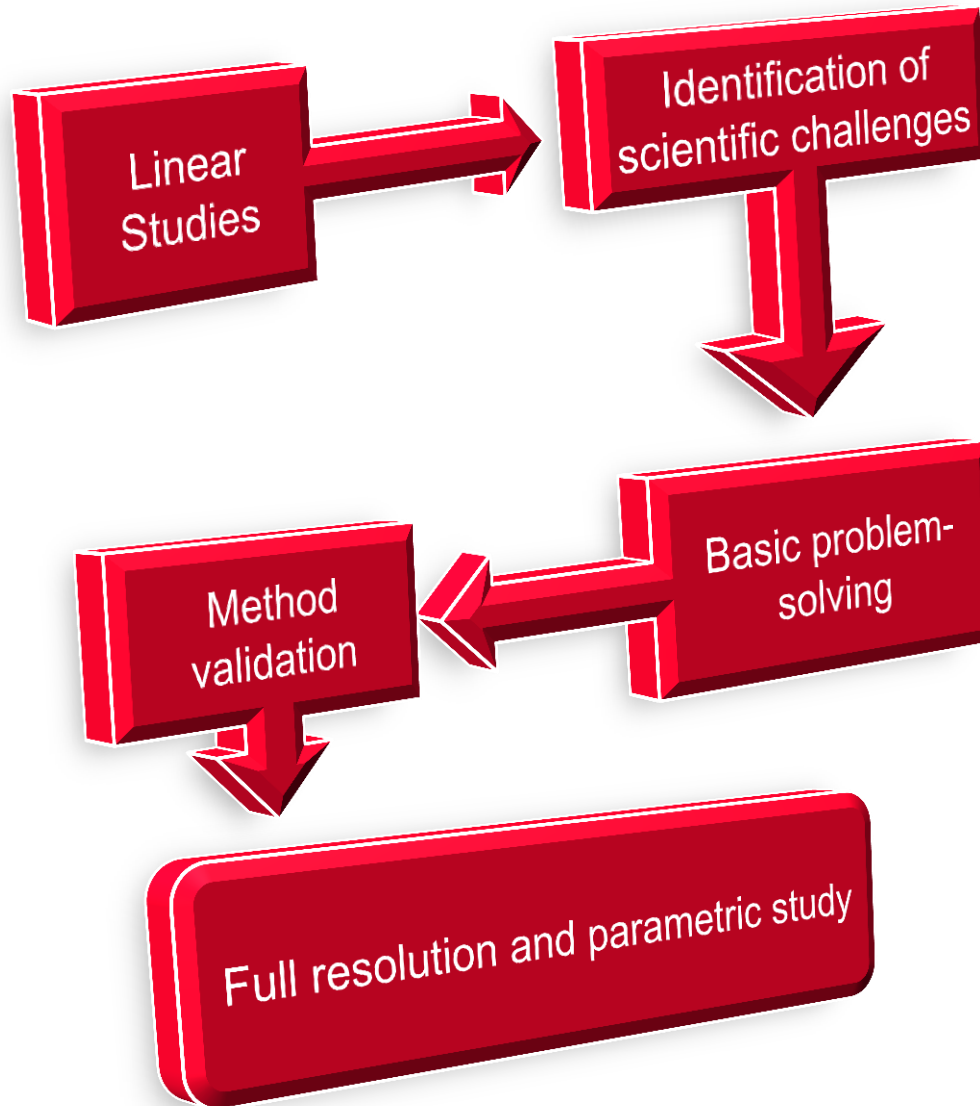 Linear
Studies
Identification of
scientific challenges
Basic problem-
solving
Method
validation
Full resolution and parametric study